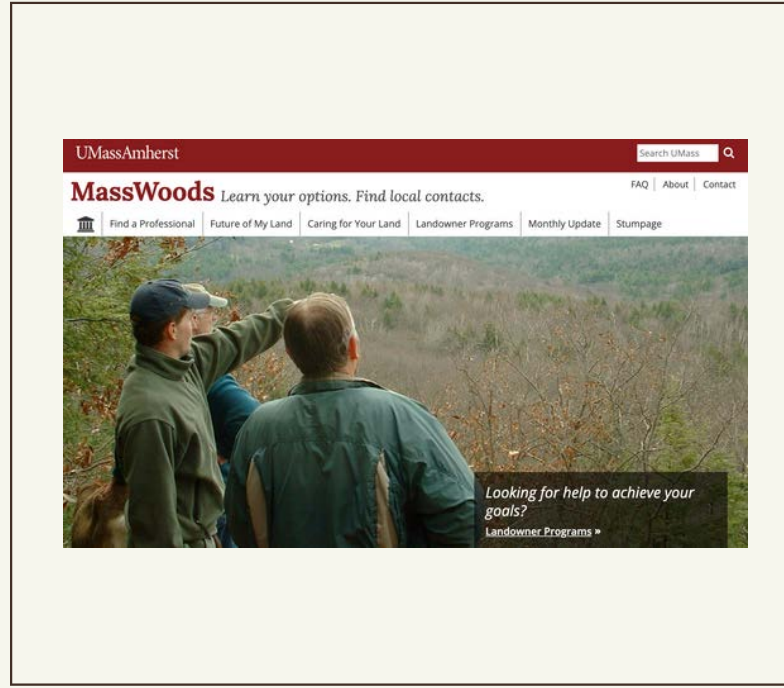 UMassAmherst
Search UMass
MassWoods Learn your options. Find local contacts.
FAQ About Contact
Find a Professional Future of My Land Caring for Your Land Landowner Programs Monthly Update Stumpage
Looking for help to achieve your
goals?
Landowner Programs »